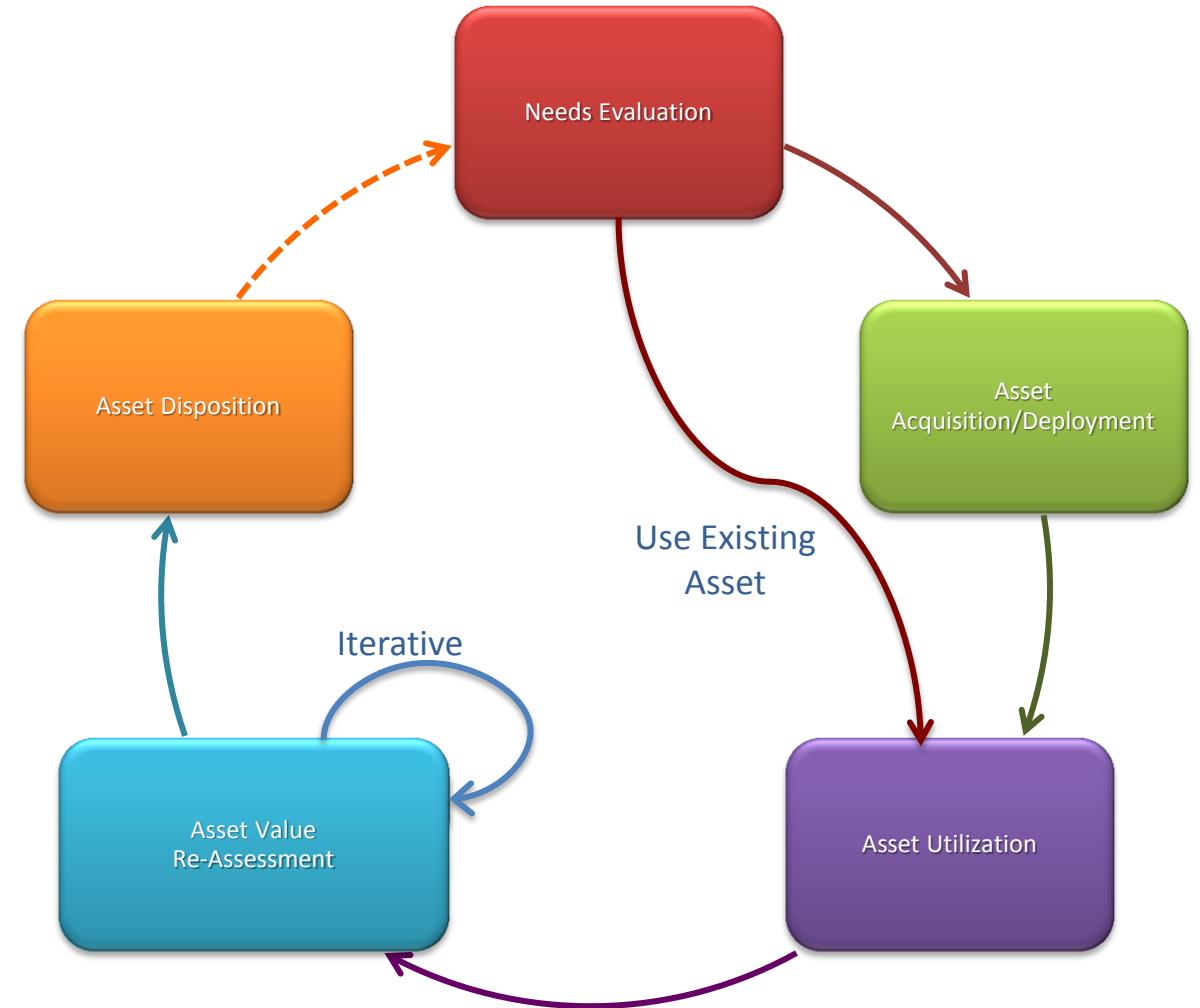 Needs Evaluation
Asset Disposition
Asset
Acquisition/Deployment
Use Existing
Asset
Iterative
Asset Value
Re-Assessment
Asset Utilization